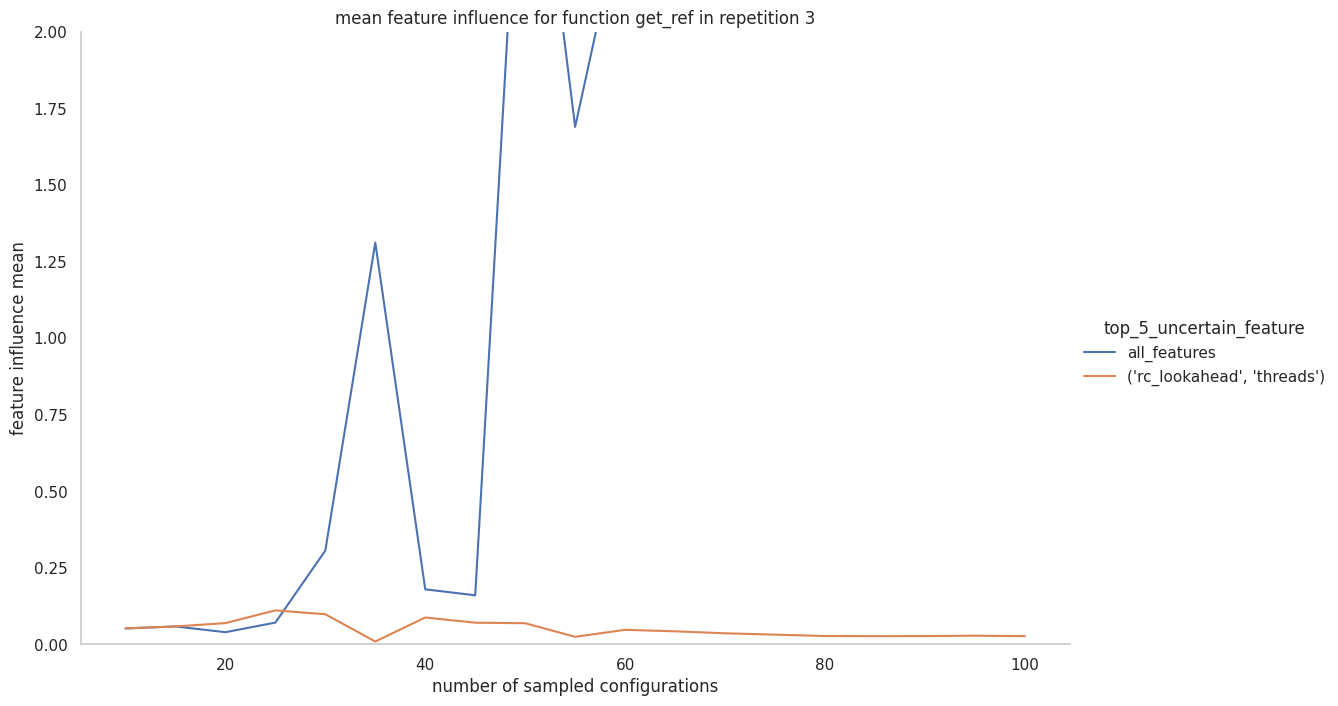 mean feature influence for function get_ref in repetition 3
2.00
1.75
1.50
1.25
1.00
0.75
0.50
0.25
0.00
feature influence mean
20
40
60
80
100
number of sampled configurations
top_5_uncertain_feature
all_features
('rc_lookahead', 'threads')